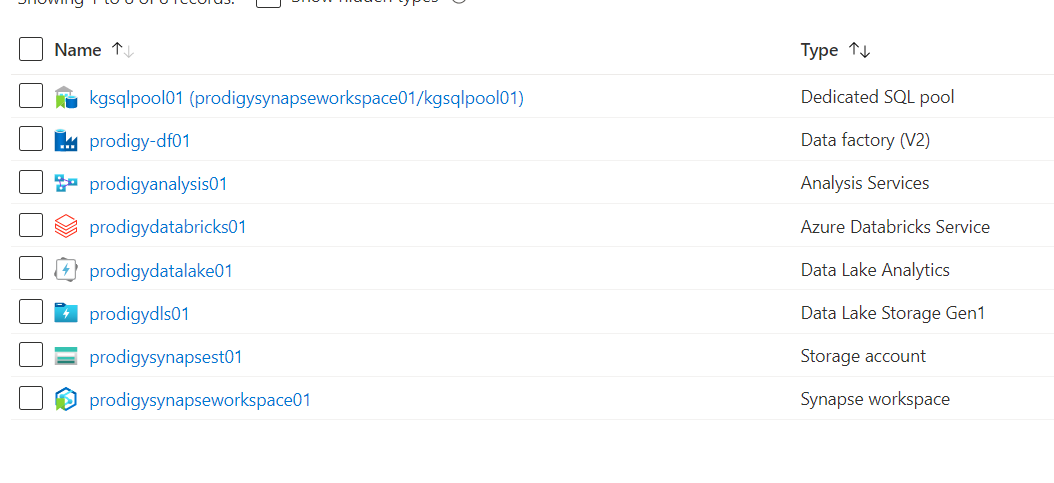 Showing 1 to 8 of 8 records. Show hidden types
Name Type
kgsqlpool01 (prodigysynapseworkspace01/kgsqlpool01) Dedicated SQL pool
prodigy-df01 Data factory (V2)
prodigyanalysis01 Analysis Services
prodigydatabricks01 Azure Databricks Service
prodigydatalake01 Data Lake Analytics
prodigydls01 Data Lake Storage Gen1
prodigysynapsest01 Storage account
prodigysynapseworkspace01 Synapse workspace